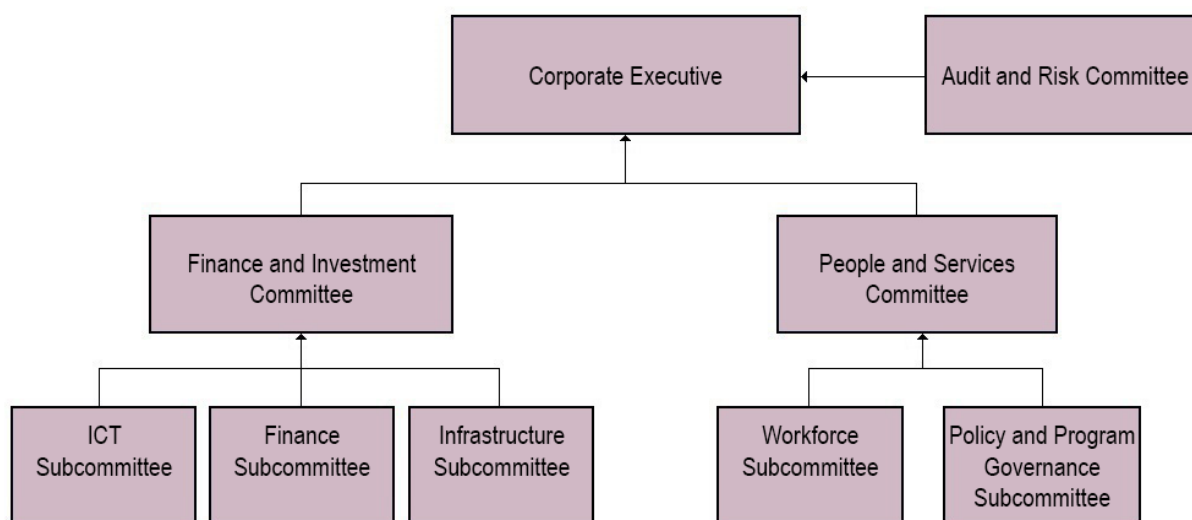 Corporate Executive
Audit and Risk Committee
Finance and Investment
Committee
People and Services
Committee
ICT
Subcommittee
Finance
Subcommittee
Infrastructure
Subcommittee
Workforce
Subcommittee
Policy and Program
Governance
Subcommittee